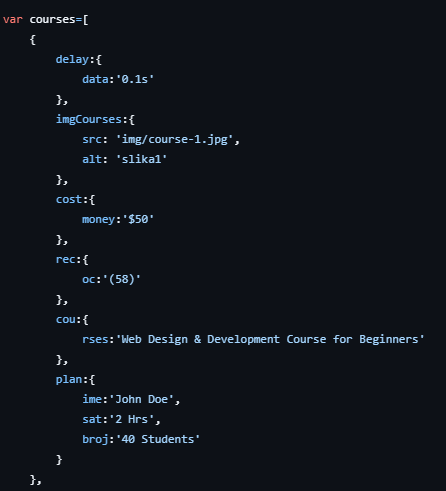 var courses=[
{
delay:{
data:'0.1s'
},
imgCourses:{
src: 'img/course-1.jpg',
alt: 'slika1'
},
cost:{
money:'$50'
},
rec:{
oc:'(58)'
},
cou:{
rses:'Web Design & Development Course for Beginners'
},
plan:{
ime:'John Doe',
sat:'2 Hrs',
broj:'40 Students'
}
},